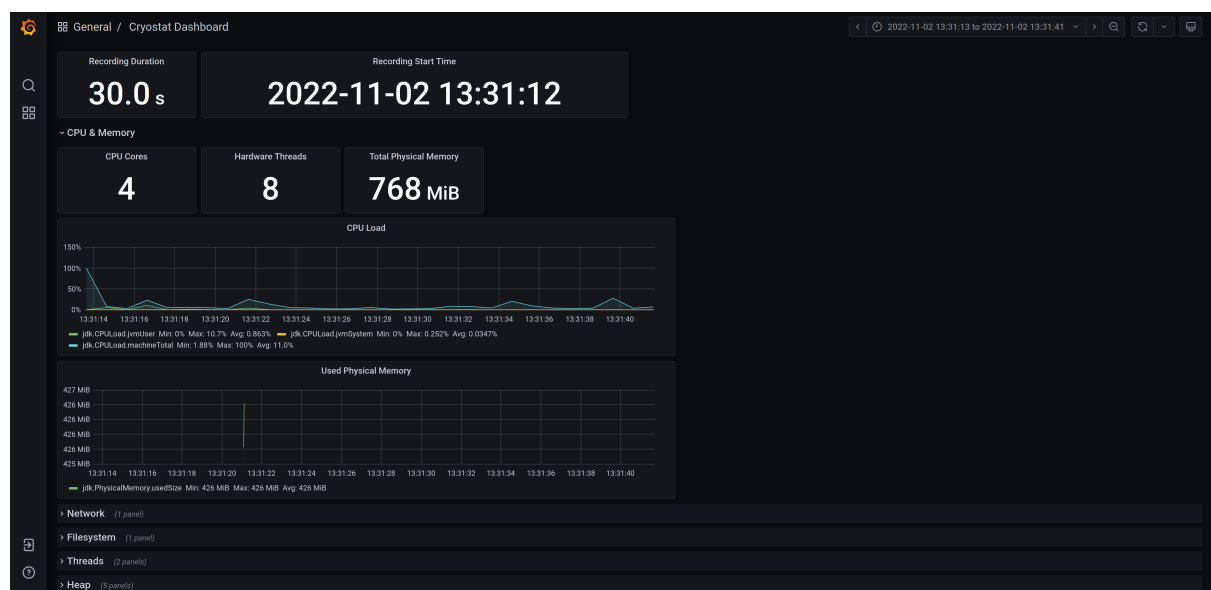 General / Cryostat Dashboard
2022-11-02 13:31:13 to 2022-11-02 13:31:41
Recording Duration
30.0 s
Recording Start Time
2022-11-02 13:31:12
CPU & Memory
CPU Cores
4
Hardware Threads
8
Total Physical Memory
768 MiB
CPU Load
150%
100%
50%
0%
13:31:14 13:31:16 13:31:18 13:31:20 13:31:22 13:31:24 13:31:26 13:31:28 13:31:30 13:31:32 13:31:34 13:31:36 13:31:38 13:31:40
jdk.CPULoad.jvmUser Min: 0% Max: 10.7% Avg: 0.863% jdk.CPULoad.jvmSystem Min: 0% Max: 0.252% Avg: 0.0347%
jdk.CPULoad.machineTotal Min: 1.88% Max: 100% Avg: 11.0%
Used Physical Memory
427 MiB
426 MiB
426 MiB
426 MiB
426 MiB
425 MiB
13:31:14 13:31:16 13:31:18 13:31:20 13:31:22 13:31:24 13:31:26 13:31:28 13:31:30 13:31:32 13:31:34 13:31:36 13:31:38 13:31:40
jdk.PhysicalMemory.usedSize Min: 426 MiB Max: 426 MiB Avg: 426 MiB
Network (1 panel)
Filesystem (1 panel)
Threads (2 panels)
Heap (5 panels)